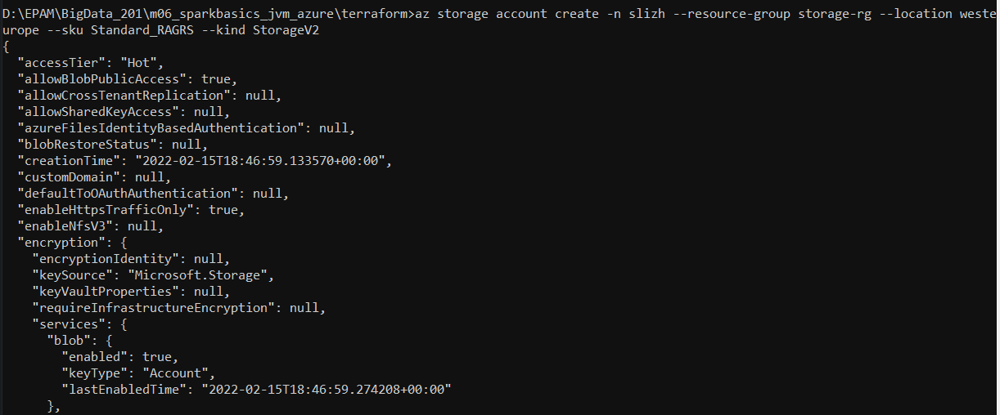 D:\EPAM\BigData_201\m06_sparkbasics_jvm_azure\terraform>az storage account create -n slizh --resource-group storage-rg --location weste
urope --sku Standard_RAGRS --kind StorageV2
{
  "accessTier": "Hot",
  "allowBlobPublicAccess": true,
  "allowCrossTenantReplication": null,
  "allowSharedKeyAccess": null,
  "azureFilesIdentityBasedAuthentication": null,
  "blobRestoreStatus": null,
  "creationTime": "2022-02-15T18:46:59.133570+00:00",
  "customDomain": null,
  "defaultToOAuthAuthentication": null,
  "enableHttpsTrafficOnly": true,
  "enableNfsV3": null,
  "encryption": {
    "encryptionIdentity": null,
    "keySource": "Microsoft.Storage",
    "keyVaultProperties": null,
    "requireInfrastructureEncryption": null,
    "services": {
      "blob": {
        "enabled": true,
        "keyType": "Account",
        "lastEnabledTime": "2022-02-15T18:46:59.274208+00:00"
      },